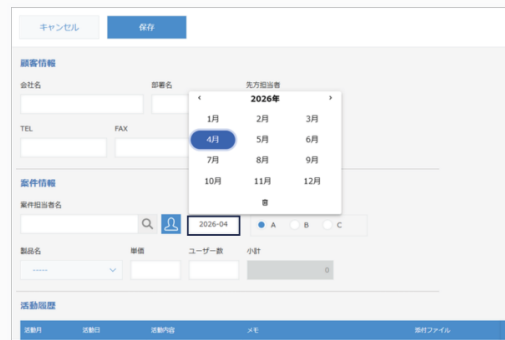 キャンセル 保存
顧客情報
会社名 部署名 先方担当者
‹ 2026年 ›
1月 2月 3月
TEL FAX
4月 5月 6月
7月 8月 9月
10月 11月 12月
案件情報
案件担当者名
2026-04 A B C
製品名 単価 ユーザー数 小計
----- 0
活動履歴
活動月 活動日 活動内容 メモ 添付ファイル